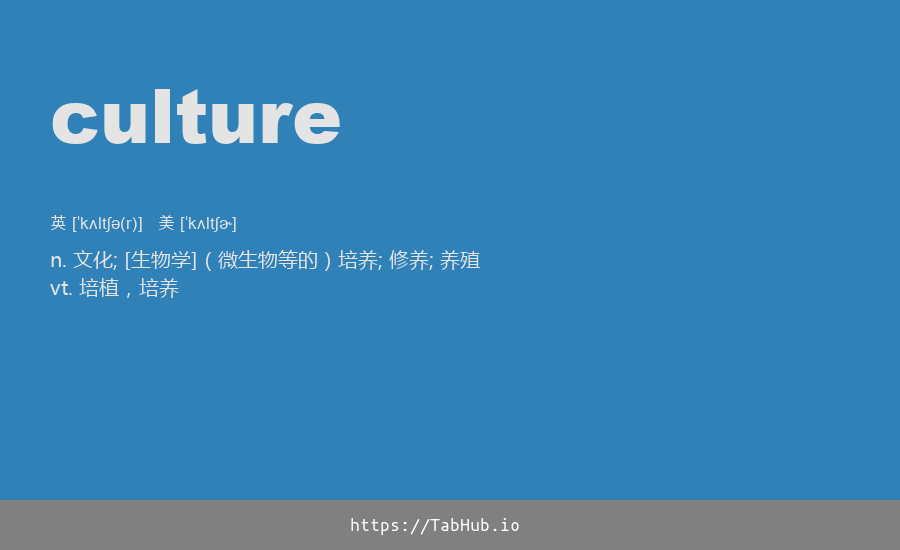 culture
英 [ˈkʌltʃə(r)] 美 [ˈkʌltʃɚ]
n. 文化; [生物学]（微生物等的）培养; 修养; 养殖
vt. 培植，培养
https://TabHub.io